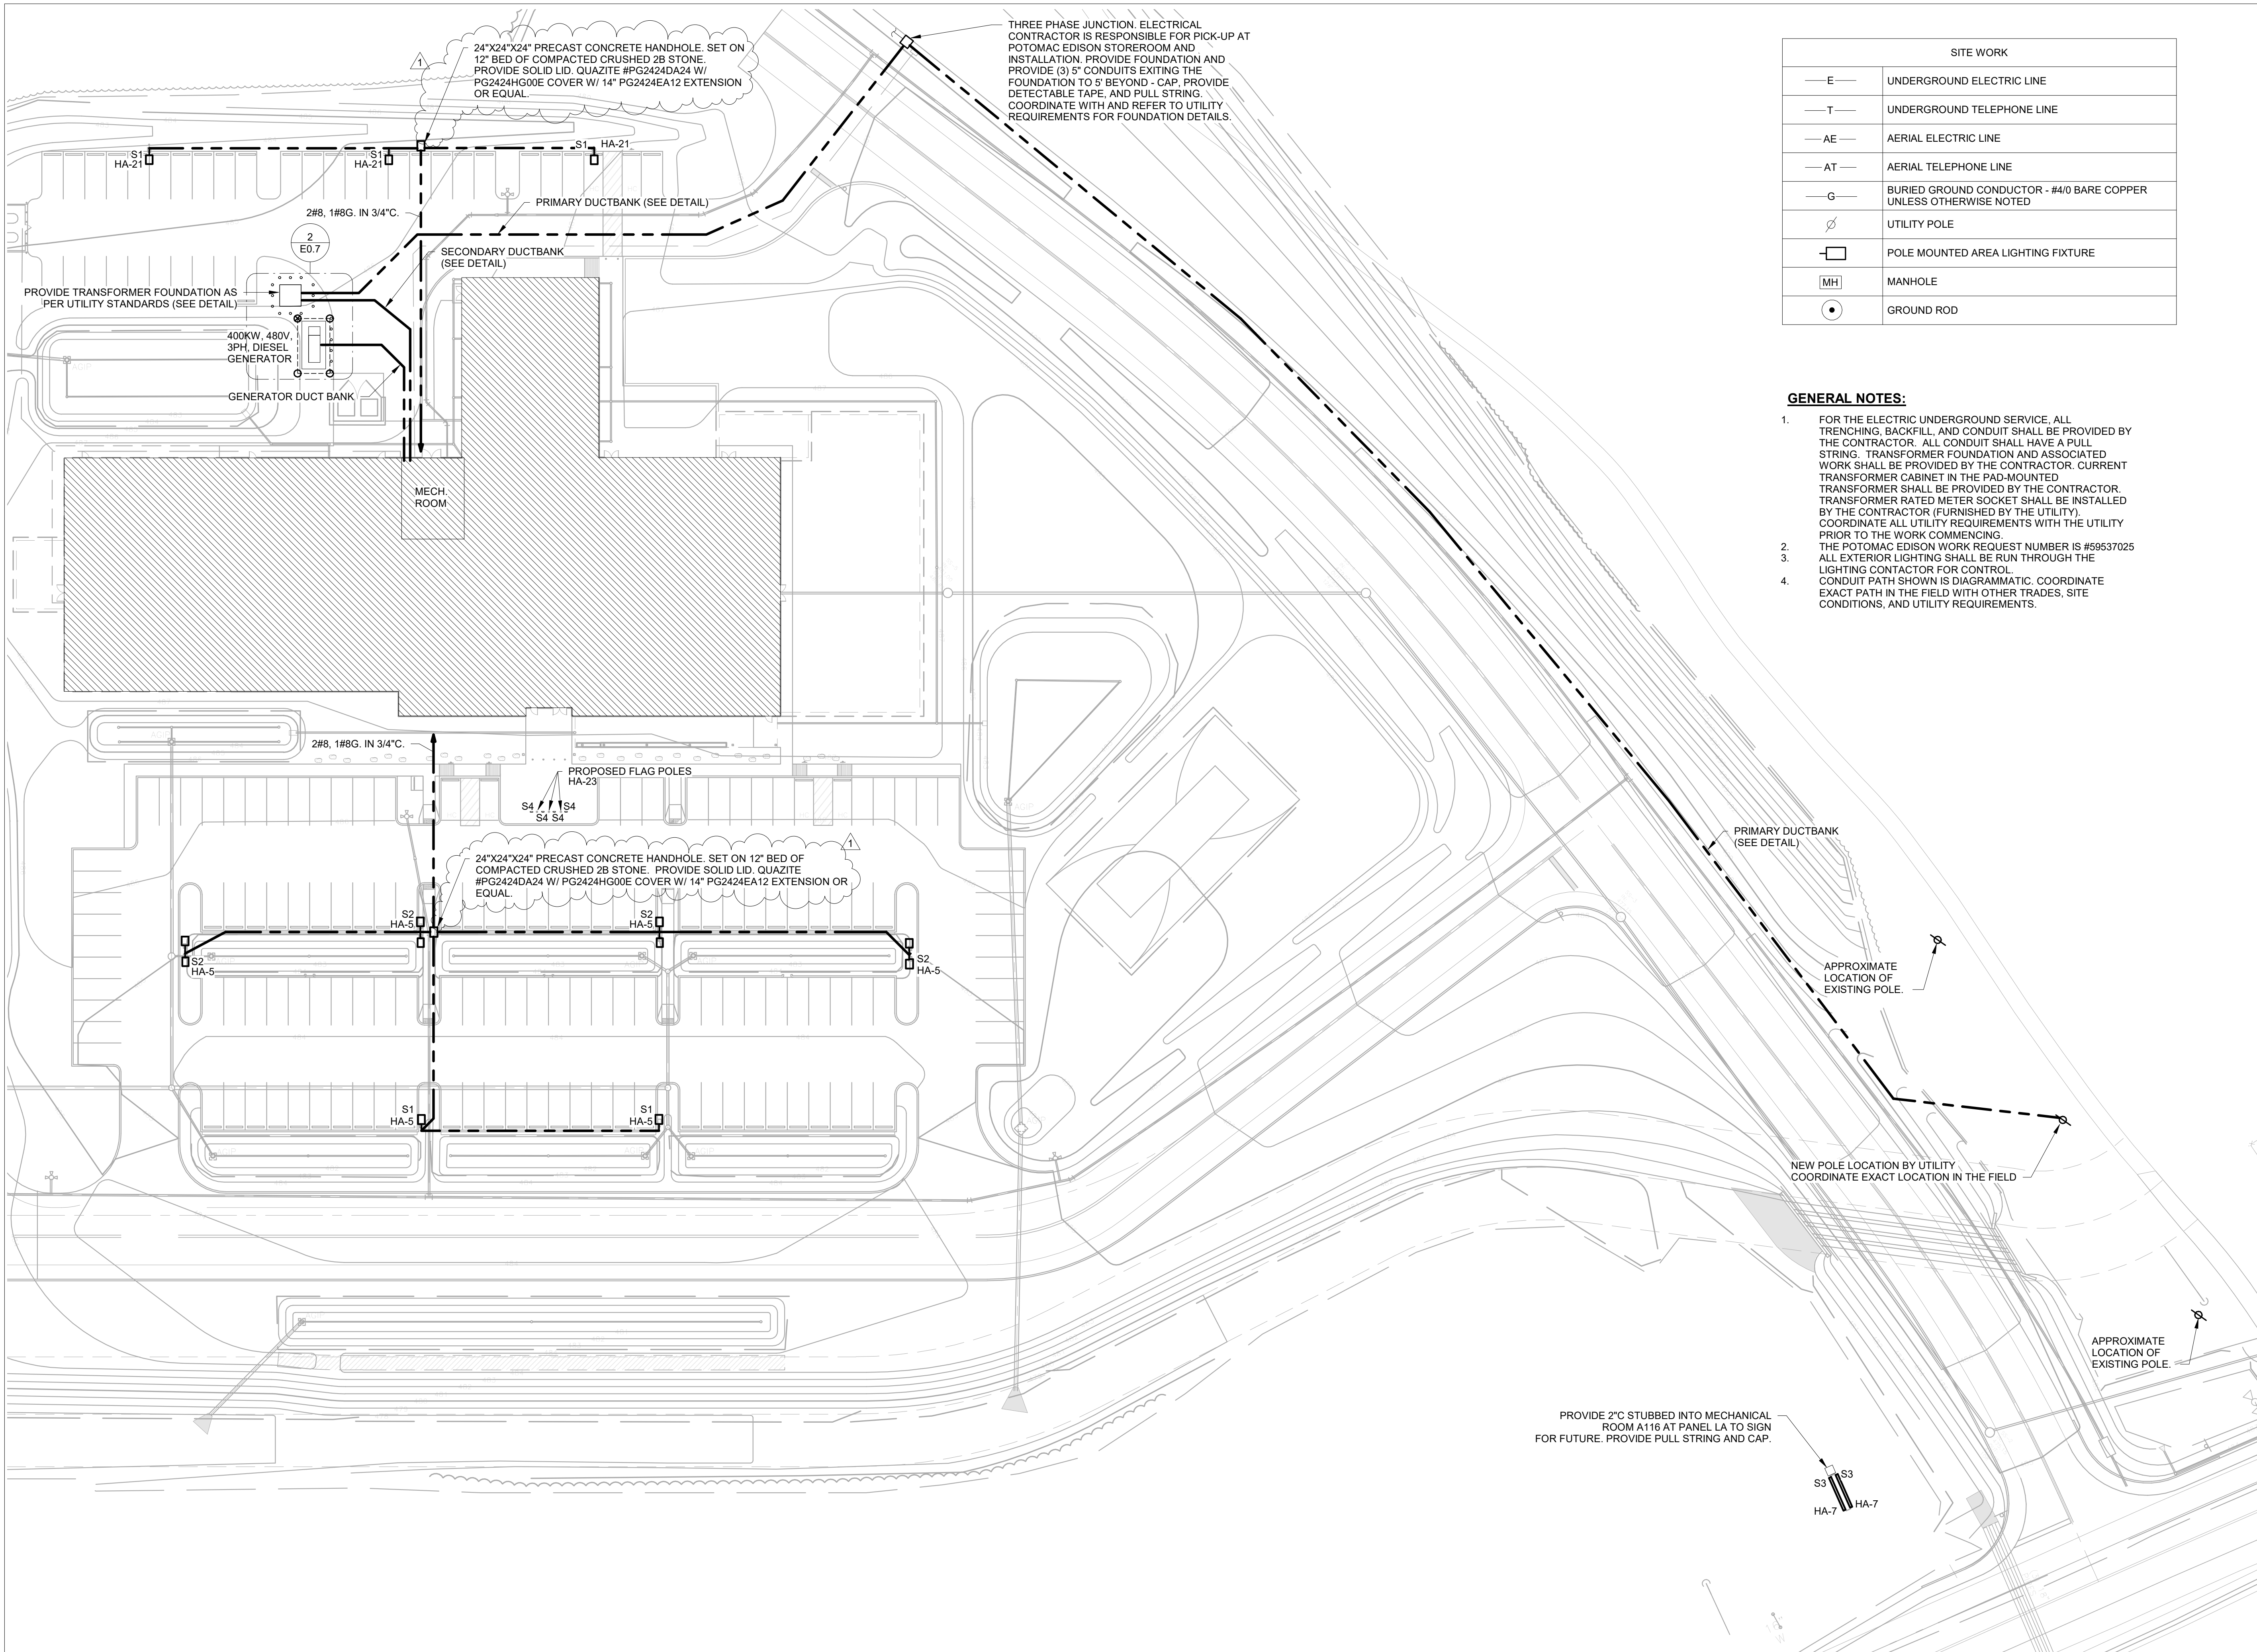 24"X24"X24" PRECAST CONCRETE HANDHOLE. SET ON
12" BED OF COMPACTED CRUSHED 2B STONE.
PROVIDE SOLID LID. QUAZITE #PG2424DA24 W/
PG2424HG00E COVER W/ 14" PG2424EA12 EXTENSION
OR EQUAL.
1
THREE PHASE JUNCTION. ELECTRICAL
CONTRACTOR IS RESPONSIBLE FOR PICK-UP AT
POTOMAC EDISON STOREROOM AND
INSTALLATION. PROVIDE FOUNDATION AND
PROVIDE (3) 5" CONDUITS EXITING THE
FOUNDATION TO 5' BEYOND - CAP, PROVIDE
DETECTABLE TAPE, AND PULL STRING.
COORDINATE WITH AND REFER TO UTILITY
REQUIREMENTS FOR FOUNDATION DETAILS.
SITE WORK
E UNDERGROUND ELECTRIC LINE
T UNDERGROUND TELEPHONE LINE
AE AERIAL ELECTRIC LINE
AT AERIAL TELEPHONE LINE
G BURIED GROUND CONDUCTOR - #4/0 BARE COPPER
UNLESS OTHERWISE NOTED
UTILITY POLE
POLE MOUNTED AREA LIGHTING FIXTURE
MH MANHOLE
GROUND ROD
GENERAL NOTES:
1. FOR THE ELECTRIC UNDERGROUND SERVICE, ALL
TRENCHING, BACKFILL, AND CONDUIT SHALL BE PROVIDED BY
THE CONTRACTOR. ALL CONDUIT SHALL HAVE A PULL
STRING. TRANSFORMER FOUNDATION AND ASSOCIATED
WORK SHALL BE PROVIDED BY THE CONTRACTOR. CURRENT
TRANSFORMER CABINET IN THE PAD-MOUNTED
TRANSFORMER SHALL BE PROVIDED BY THE CONTRACTOR.
TRANSFORMER RATED METER SOCKET SHALL BE INSTALLED
BY THE CONTRACTOR (FURNISHED BY THE UTILITY).
COORDINATE ALL UTILITY REQUIREMENTS WITH THE UTILITY
PRIOR TO THE WORK COMMENCING.
2. THE POTOMAC EDISON WORK REQUEST NUMBER IS #59537025
3. ALL EXTERIOR LIGHTING SHALL BE RUN THROUGH THE
LIGHTING CONTACTOR FOR CONTROL.
4. CONDUIT PATH SHOWN IS DIAGRAMMATIC. COORDINATE
EXACT PATH IN THE FIELD WITH OTHER TRADES, SITE
CONDITIONS, AND UTILITY REQUIREMENTS.
S1
HA-21
S1
HA-21
S1 HA-21
2#8, 1#8G. IN 3/4"C.
PRIMARY DUCTBANK (SEE DETAIL)
2
E0.7
SECONDARY DUCTBANK
(SEE DETAIL)
PROVIDE TRANSFORMER FOUNDATION AS
PER UTILITY STANDARDS (SEE DETAIL)
400KW, 480V,
3PH, DIESEL
GENERATOR
GENERATOR DUCT BANK
MECH.
ROOM
2#8, 1#8G. IN 3/4"C.
PROPOSED FLAG POLES
HA-23
S4 S4
S4 S4
1
24"X24"X24" PRECAST CONCRETE HANDHOLE. SET ON 12" BED OF
COMPACTED CRUSHED 2B STONE. PROVIDE SOLID LID. QUAZITE
#PG2424DA24 W/ PG2424HG00E COVER W/ 14" PG2424EA12 EXTENSION OR
EQUAL.
S2
HA-5
S2
HA-5
S2
HA-5
S2
HA-5
S1
HA-5
S1
HA-5
PRIMARY DUCTBANK
(SEE DETAIL)
APPROXIMATE
LOCATION OF
EXISTING POLE.
NEW POLE LOCATION BY UTILITY
COORDINATE EXACT LOCATION IN THE FIELD
APPROXIMATE
LOCATION OF
EXISTING POLE.
PROVIDE 2"C STUBBED INTO MECHANICAL
ROOM A116 AT PANEL LA TO SIGN
FOR FUTURE. PROVIDE PULL STRING AND CAP.
S3
S3
HA-7
HA-7